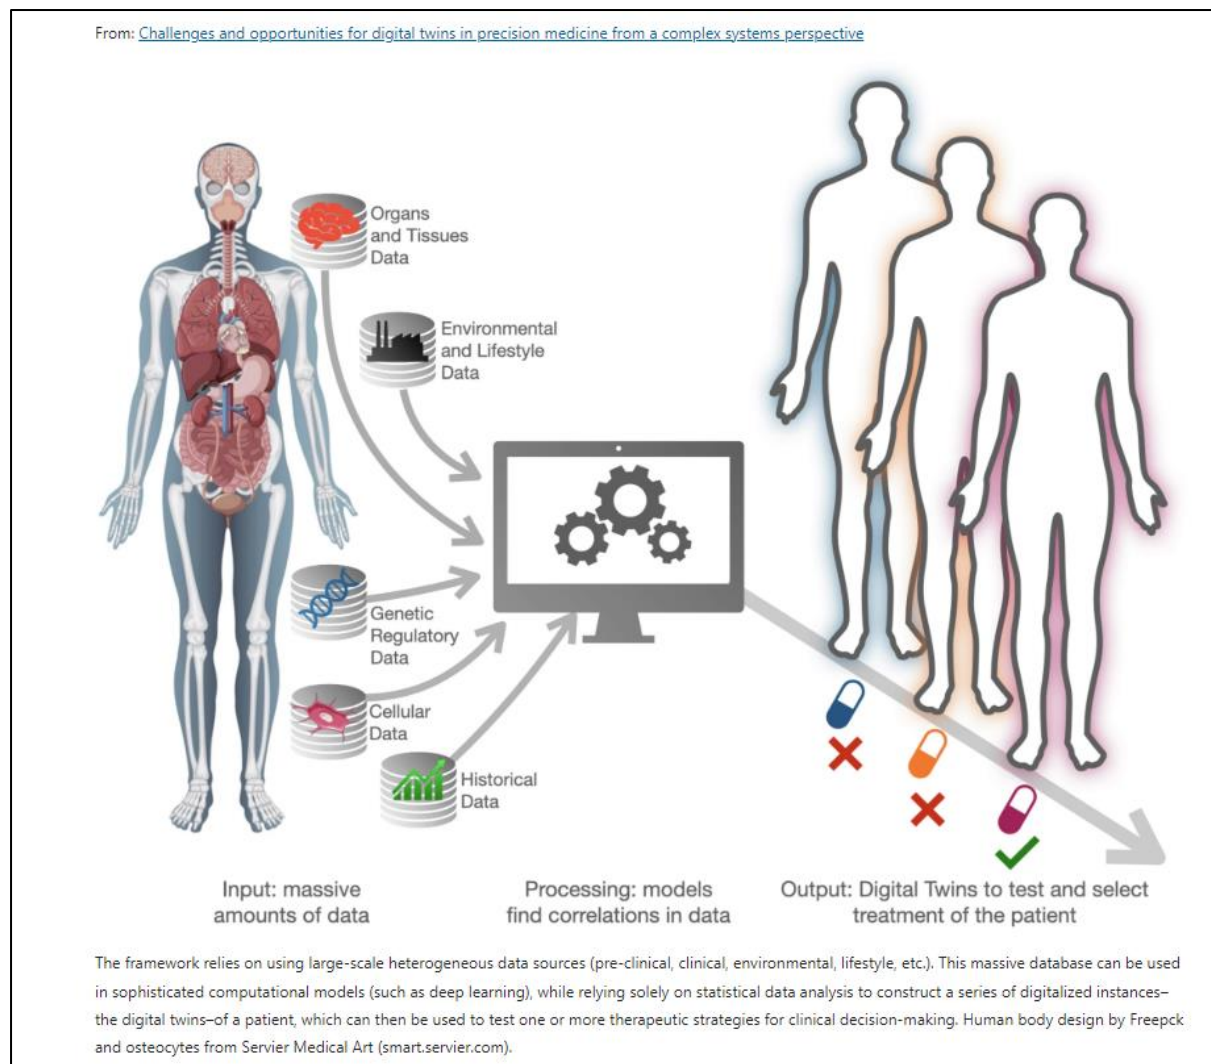 From: Challenges and opportunities for digital twins in precision medicine from a complex systems perspective
Organs
and Tissues
Data
Environmental
and Lifestyle
Data
Genetic
Regulatory
Data
Cellular
Data
Historical
Data
Input: massive
amounts of data
Processing: models
find correlations in data
Output: Digital Twins to test and select
treatment of the patient
The framework relies on using large-scale heterogeneous data sources (pre-clinical, clinical, environmental, lifestyle, etc.). This massive database can be used
in sophisticated computational models (such as deep learning), while relying solely on statistical data analysis to construct a series of digitalized instances–
the digital twins–of a patient, which can then be used to test one or more therapeutic strategies for clinical decision-making. Human body design by Freepck
and osteocytes from Servier Medical Art (smart.servier.com).